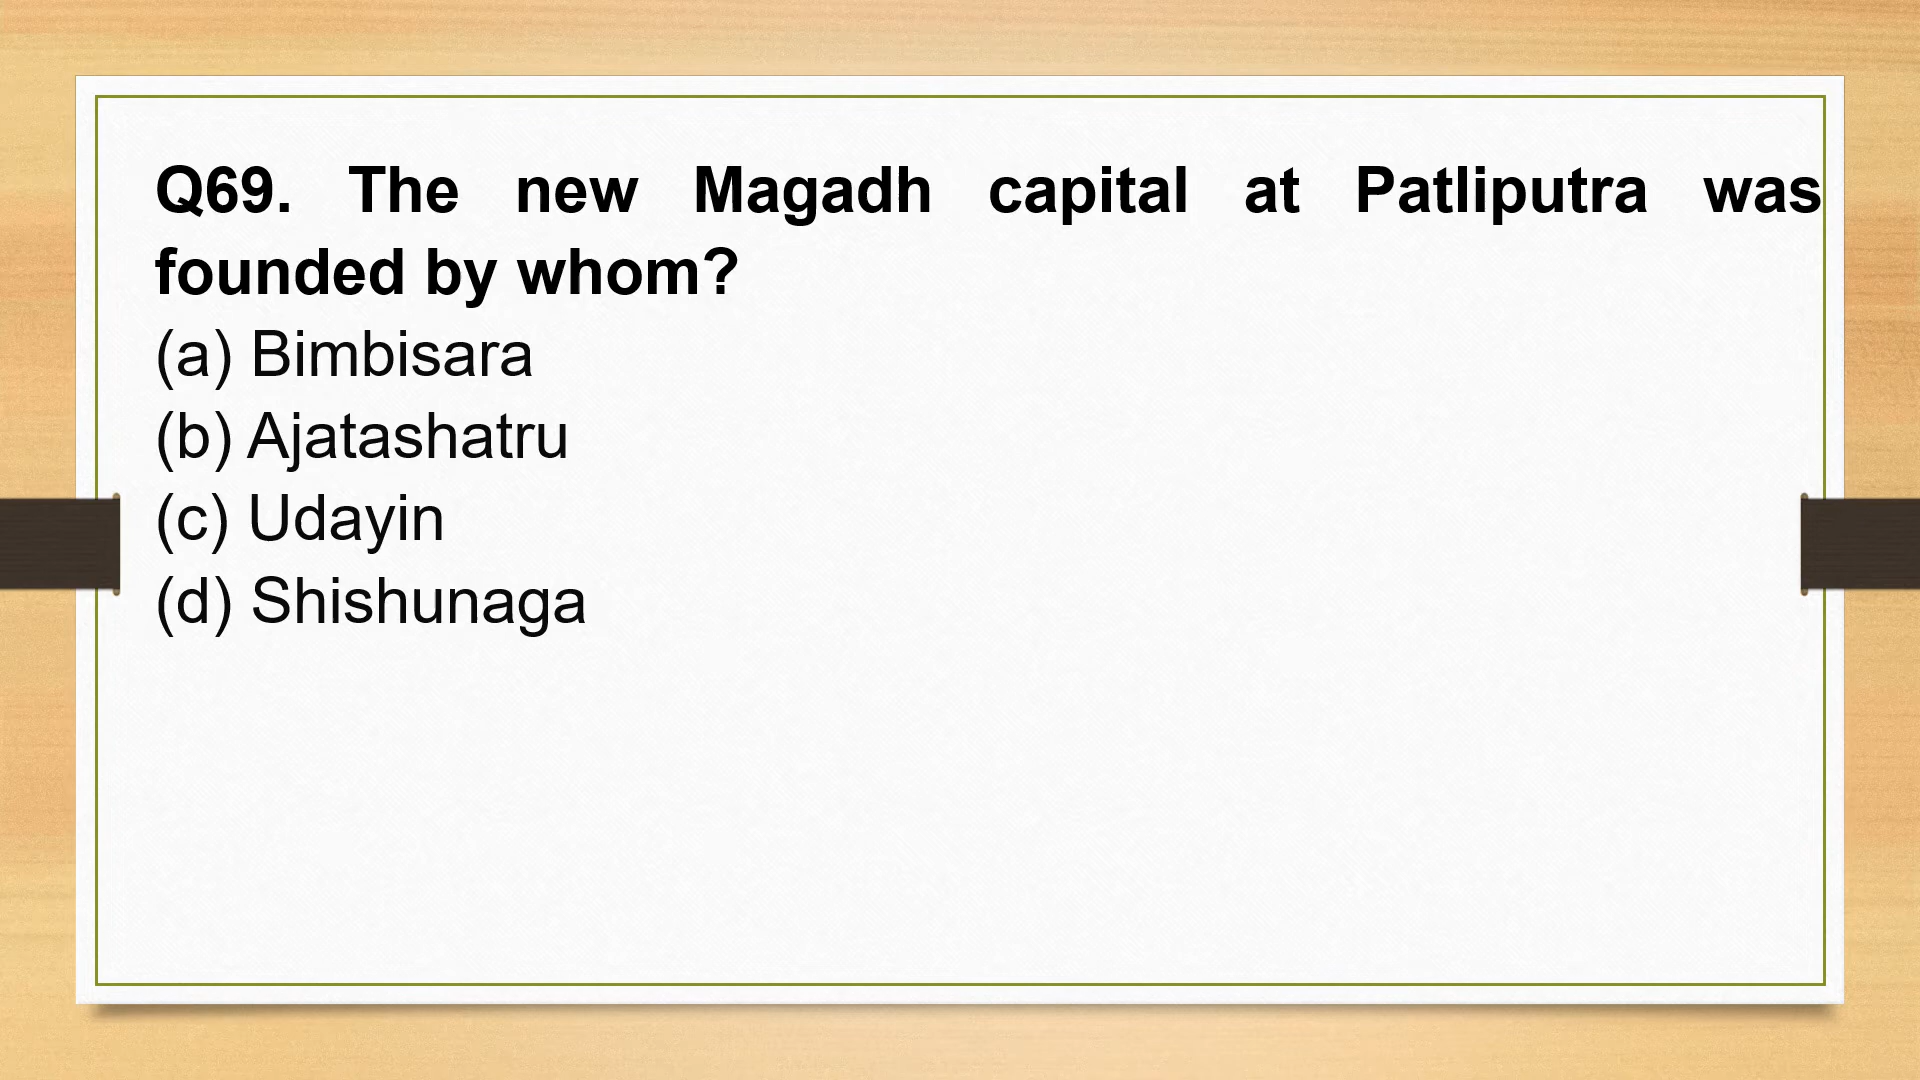 Q69. The new Magadh capital at Patliputra was
founded by whom?
(a) Bimbisara
(b) Ajatashatru
(c) Udayin
(d) Shishunaga